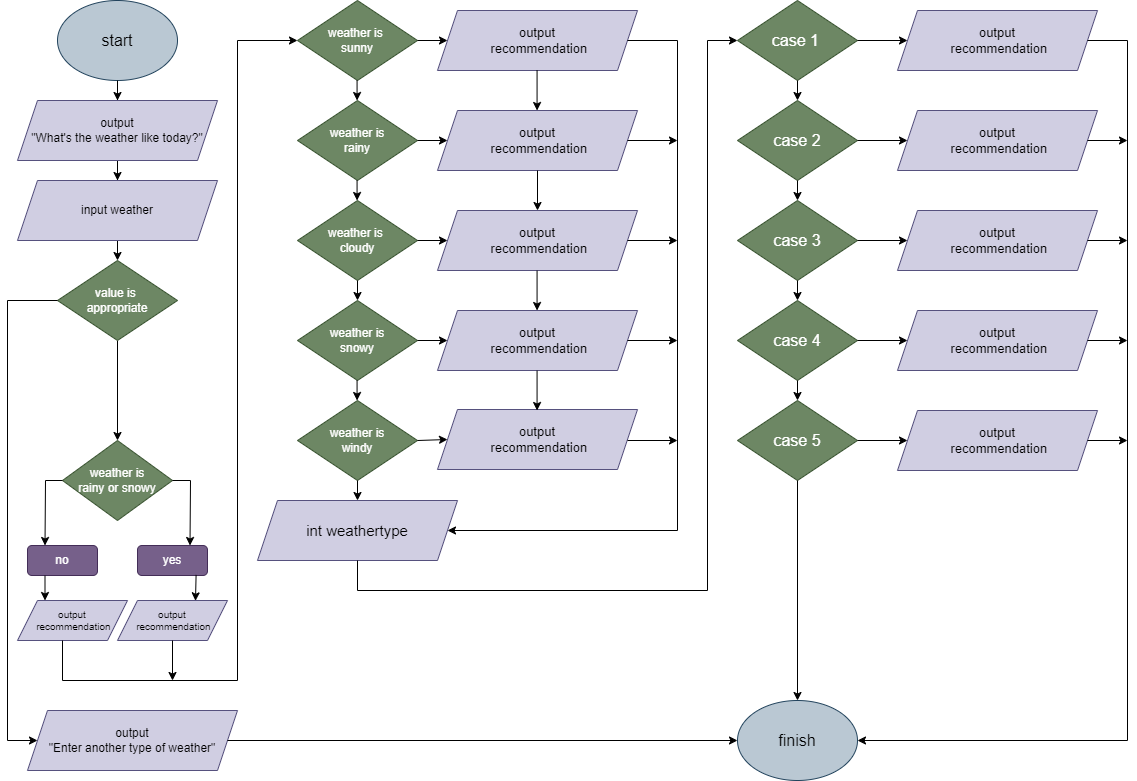 start
output
"What's the weather like today?"
input weather
value is
appropriate
weather is
rainy or snowy
no
yes
output
recommendation
output
recommendation
output
"Enter another type of weather"
weather is
sunny
output
recommendation
weather is
rainy
output
recommendation
weather is
cloudy
output
recommendation
weather is
snowy
output
recommendation
weather is
windy
output
recommendation
int weathertype
case 1
output
recommendation
case 2
output
recommendation
case 3
output
recommendation
case 4
output
recommendation
case 5
output
recommendation
finish